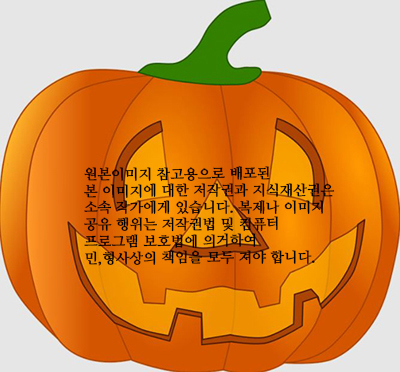 원본이미지 참고용으로 배포된
본 이미지에 대한 저작권과 지식재산권은
소속 작가에게 있습니다. 복제나 이미지
공유 행위는 저작권법 및 컴퓨터
프로그램 보호법에 의거하여
민,형사상의 책임을 모두 져야 합니다.